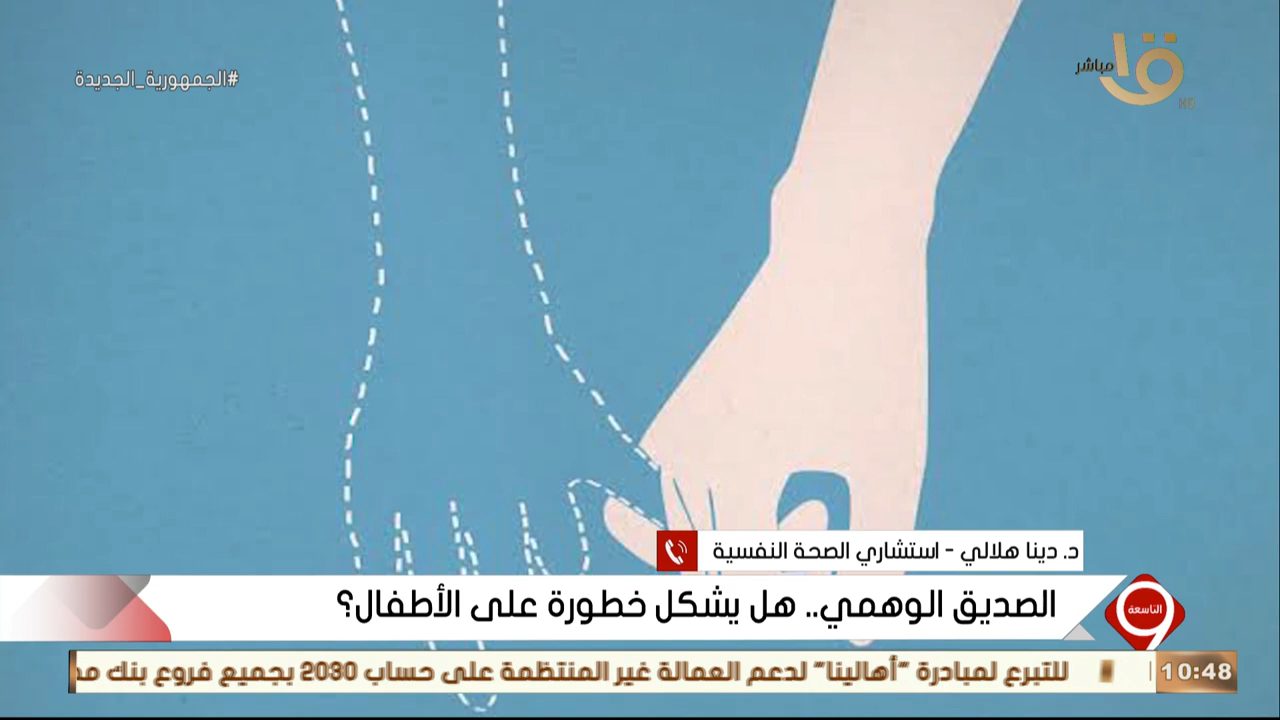 #الجمهورية_الجديدة
مباشر
HD
د. دينا هلالي - استشاري الصحة النفسية
الصديق الوهمي.. هل يشكل خطورة على الأطفال؟
التاسعة
للتبرع لمبادرة "أهالينا" لدعم العمالة غير المنتظمة على حساب 2030 بجميع فروع بنك
10:48